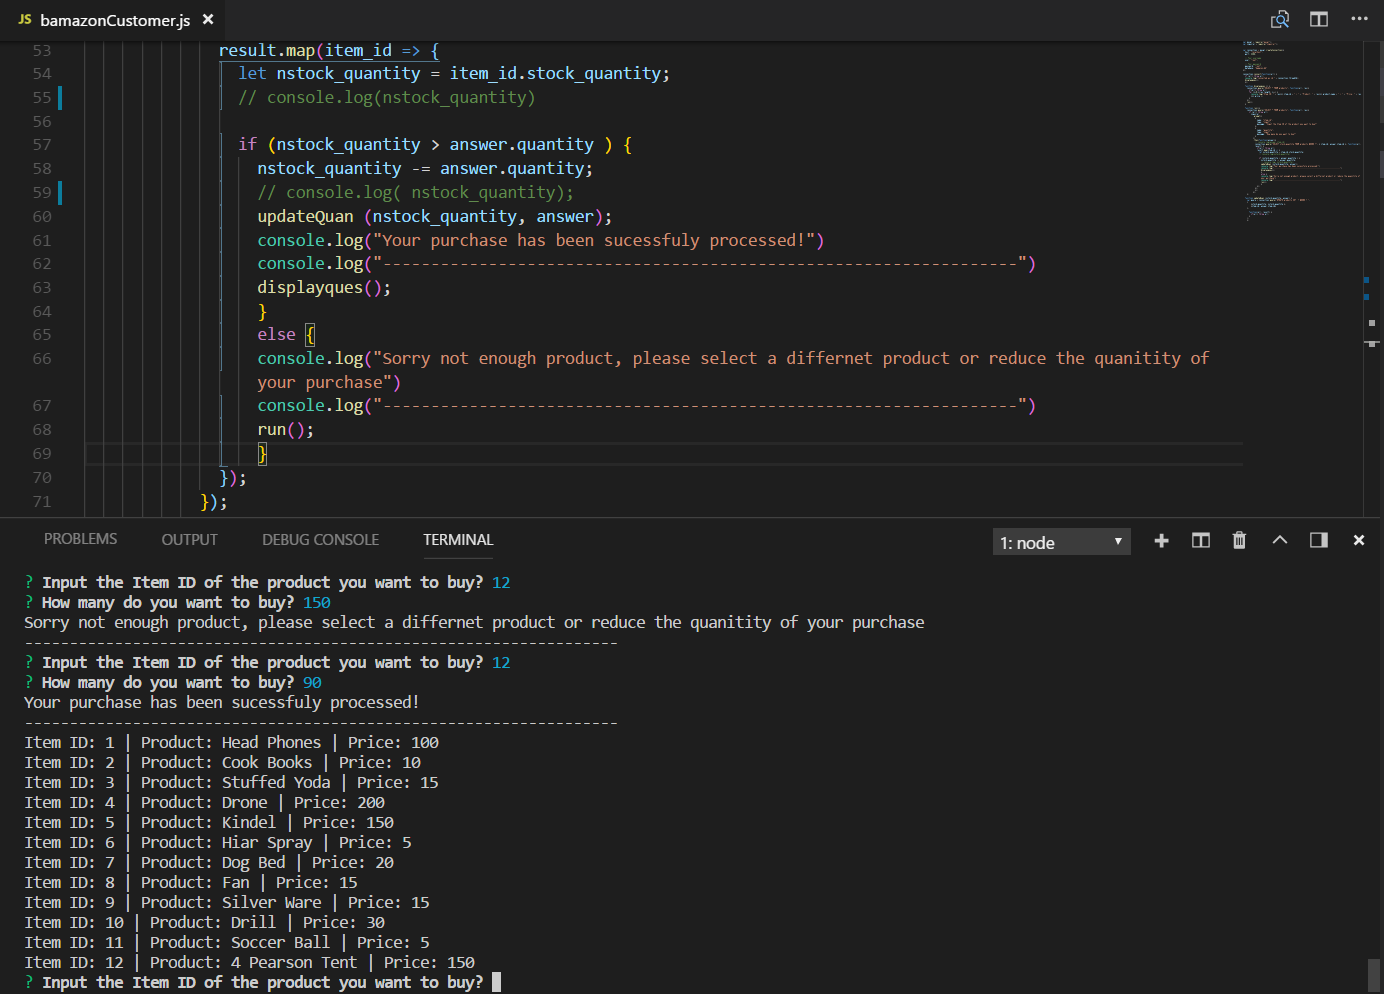 JS bamazonCustomer.js ×
53 result.map(item_id => {
54 let nstock_quantity = item_id.stock_quantity;
55 // console.log(nstock_quantity)
56
57 if (nstock_quantity > answer.quantity ) {
58 nstock_quantity -= answer.quantity;
59 // console.log( nstock_quantity);
60 updateQuan (nstock_quantity, answer);
61 console.log("Your purchase has been sucessfuly processed!")
62 console.log("------------------------------------------------------------------")
63 displayques();
64 }
65 else {
66 console.log("Sorry not enough product, please select a differnet product or reduce the quanitity of
your purchase")
67 console.log("------------------------------------------------------------------")
68 run();
69 }
70 });
71 });
PROBLEMS OUTPUT DEBUG CONSOLE TERMINAL 1: node
? Input the Item ID of the product you want to buy? 12
? How many do you want to buy? 150
Sorry not enough product, please select a differnet product or reduce the quanitity of your purchase
------------------------------------------------------------------
? Input the Item ID of the product you want to buy? 12
? How many do you want to buy? 90
Your purchase has been sucessfuly processed!
------------------------------------------------------------------
Item ID: 1 | Product: Head Phones | Price: 100
Item ID: 2 | Product: Cook Books | Price: 10
Item ID: 3 | Product: Stuffed Yoda | Price: 15
Item ID: 4 | Product: Drone | Price: 200
Item ID: 5 | Product: Kindel | Price: 150
Item ID: 6 | Product: Hiar Spray | Price: 5
Item ID: 7 | Product: Dog Bed | Price: 20
Item ID: 8 | Product: Fan | Price: 15
Item ID: 9 | Product: Silver Ware | Price: 15
Item ID: 10 | Product: Drill | Price: 30
Item ID: 11 | Product: Soccer Ball | Price: 5
Item ID: 12 | Product: 4 Pearson Tent | Price: 150
? Input the Item ID of the product you want to buy?